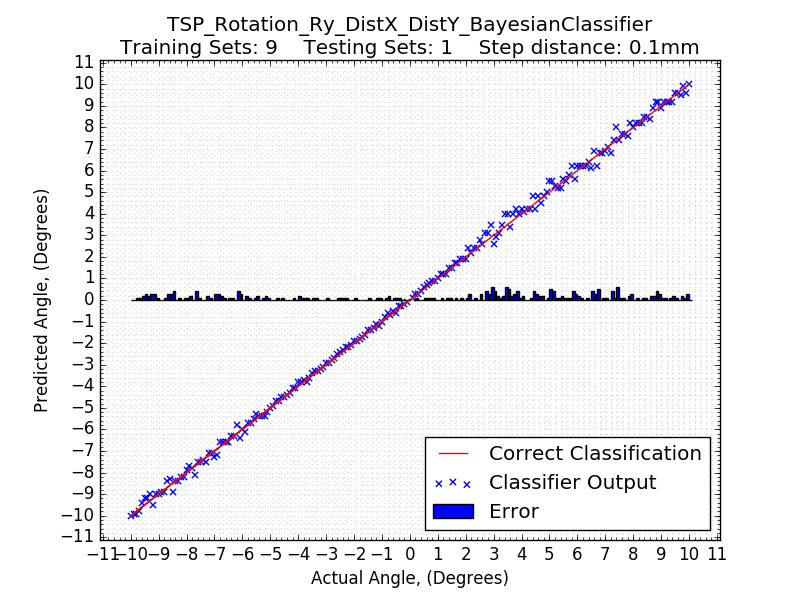 TSP_Rotation_Ry_DistX_DistY_BayesianClassifier
Training Sets: 9 Testing Sets: 1 Step distance: 0.1mm
11
10
9
8
7
6
5
4
3
2
1
0
−1
−2
−3
−4
−5
−6
−7
−8
−9
−10
−11
Predicted Angle, (Degrees)
Correct Classification
Classifier Output
Error
−11 −10 −9 −8 −7 −6 −5 −4 −3 −2 −1 0 1 2 3 4 5 6 7 8 9 10 11
Actual Angle, (Degrees)